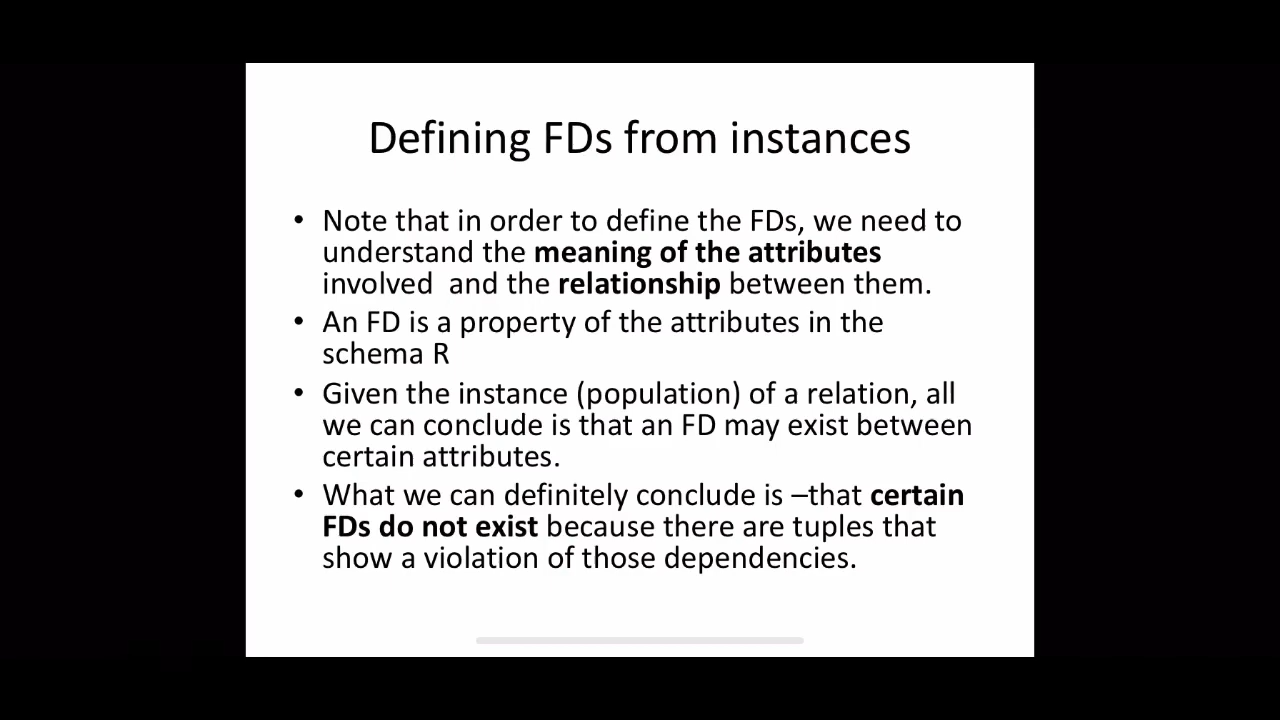 Defining FDs from instances
• Note that in order to define the FDs, we need to
understand the meaning of the attributes
involved  and the relationship between them.
• An FD is a property of the attributes in the
schema R
• Given the instance (population) of a relation, all
we can conclude is that an FD may exist between
certain attributes.
• What we can definitely conclude is –that certain
FDs do not exist because there are tuples that
show a violation of those dependencies.